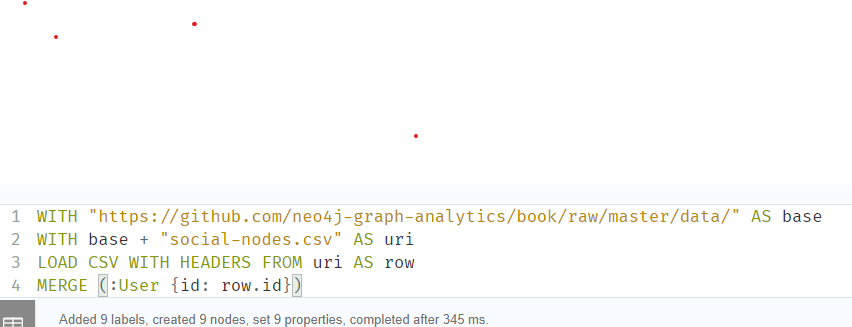 1 WITH "https://github.com/neo4j-graph-analytics/book/raw/master/data/" AS base
2 WITH base + "social-nodes.csv" AS uri
3 LOAD CSV WITH HEADERS FROM uri AS row
4 MERGE (:User {id: row.id})
Added 9 labels, created 9 nodes, set 9 properties, completed after 345 ms.